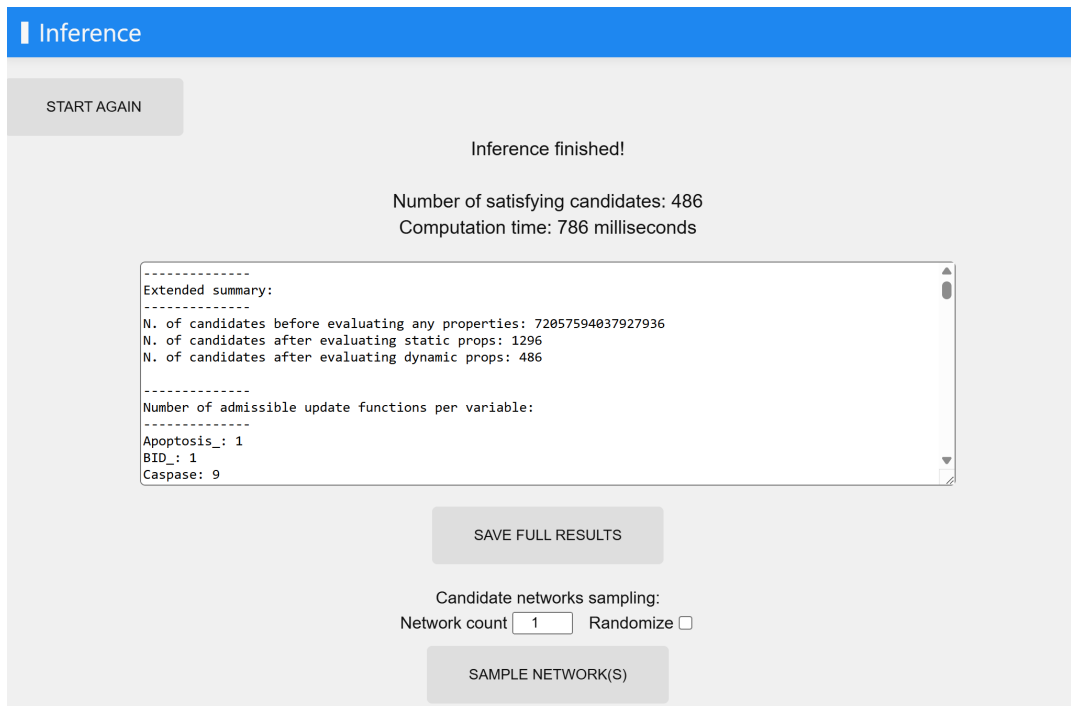 Inference
START AGAIN
Inference finished!
Number of satisfying candidates: 486
Computation time: 786 milliseconds
--------------
Extended summary:
--------------
N. of candidates before evaluating any properties: 72057594037927936
N. of candidates after evaluating static props: 1296
N. of candidates after evaluating dynamic props: 486
--------------
Number of admissible update functions per variable:
--------------
Apoptosis_: 1
BID_: 1
Caspase: 9
SAVE FULL RESULTS
Candidate networks sampling:
Network count 1 Randomize
SAMPLE NETWORK(S)